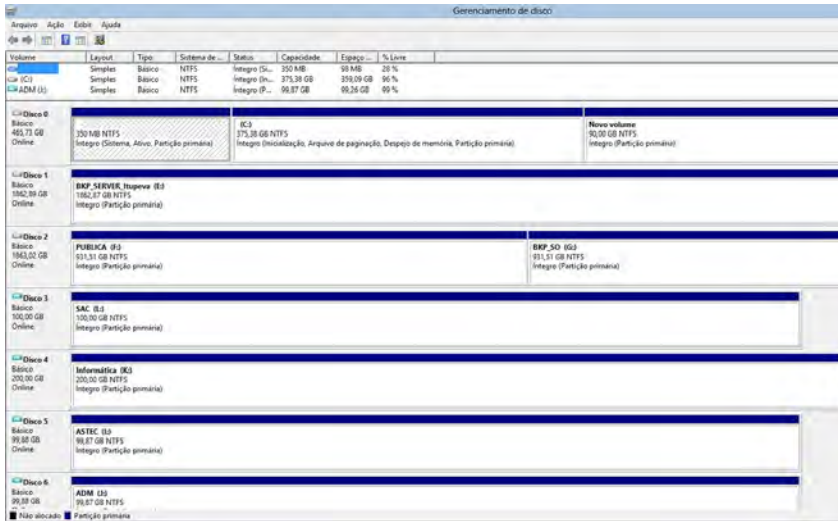 Gerenciamento de disco
Arquivo Ação Exibir Ajuda
Volume Layout Tipo Sistema de ... Status Capacidade Espaço ... % Livre
Simples Básico NTFS Íntegro (Si... 350 MB 98 MB 28 %
(C:) Simples Básico NTFS Íntegro (In... 375,38 GB 359,09 GB 96 %
ADM (J:) Simples Básico NTFS Íntegro (P... 99,87 GB 99,26 GB 99 %
Disco 0
Básico
465,73 GB
Online
350 MB NTFS
Íntegro (Sistema, Ativo, Partição primária)
(C:)
375,38 GB NTFS
Íntegro (Inicialização, Arquivo de paginação, Despejo de memória, Partição primária)
Novo volume
90,00 GB NTFS
Íntegro (Partição primária)
Disco 1
Básico
1862,89 GB
Online
BKP_SERVER_Itupeva (E:)
1862,87 GB NTFS
Íntegro (Partição primária)
Disco 2
Básico
1863,02 GB
Online
PUBLICA (F:)
931,51 GB NTFS
Íntegro (Partição primária)
BKP_SO (G:)
931,51 GB NTFS
Íntegro (Partição primária)
Disco 3
Básico
100,00 GB
Online
SAC
100,00 GB NTFS
Íntegro (Partição primária)
Disco 4
Básico
200,00 GB
Online
Informática (K:)
200,00 GB NTFS
Íntegro (Partição primária)
Disco 5
Básico
99,88 GB
Online
ASTEC
99,87 GB NTFS
Íntegro (Partição primária)
Disco 6
Básico
99,88 GB
ADM (J:)
99,87 GB NTFS
Não alocado Partição primária